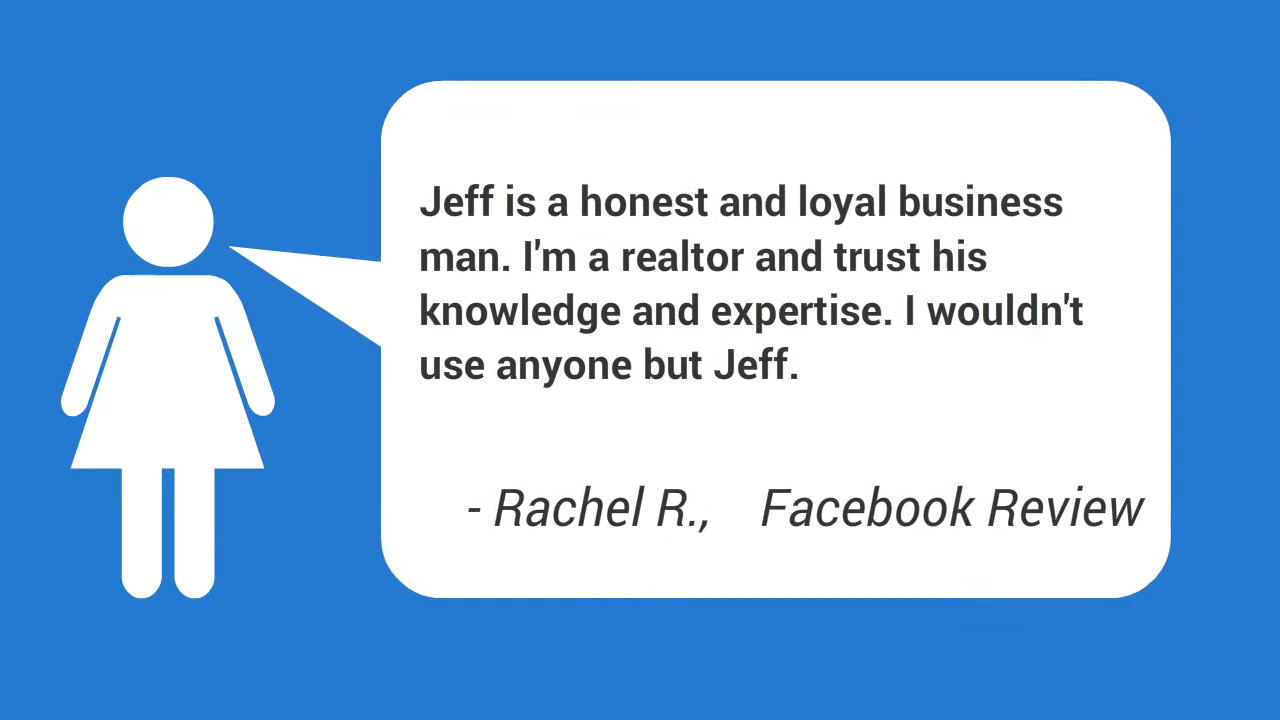 Jeff is a honest and loyal business
man. I'm a realtor and trust his
knowledge and expertise. I wouldn't
use anyone but Jeff.
- Rachel R., Facebook Review